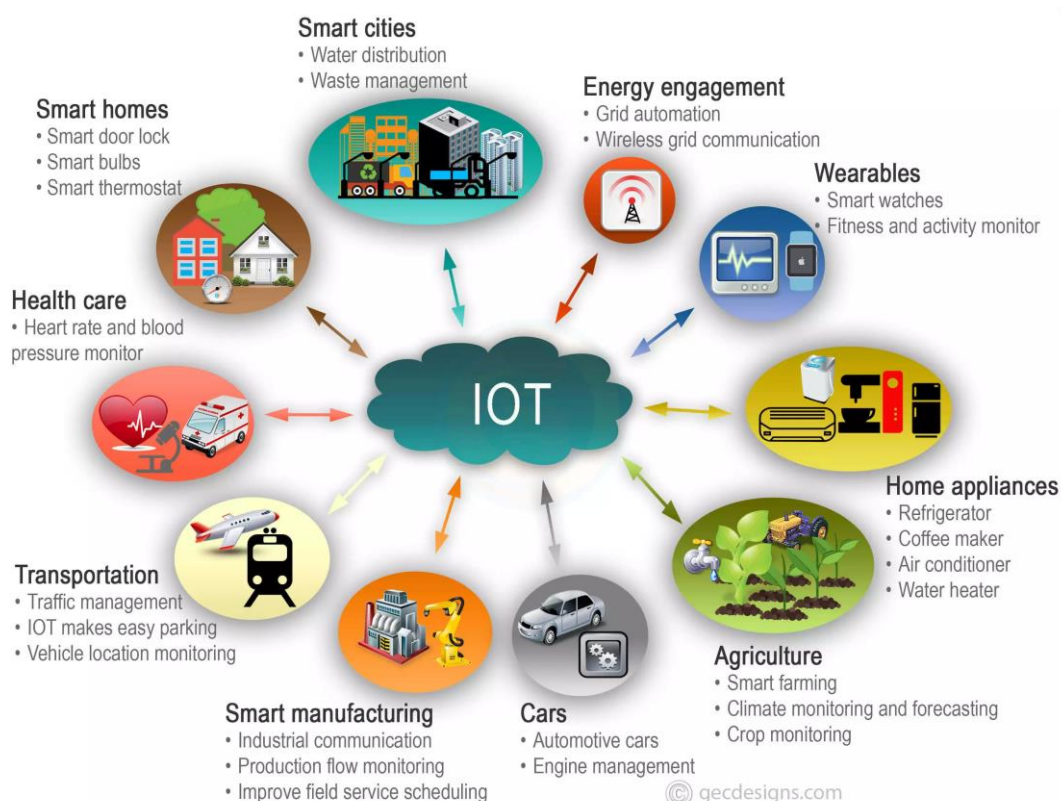 Smart cities
• Water distribution
• Waste management
Energy engagement
• Grid automation
• Wireless grid communication
Smart homes
• Smart door lock
• Smart bulbs
• Smart thermostat
Wearables
• Smart watches
• Fitness and activity monitor
Health care
• Heart rate and blood
pressure monitor
IOT
Home appliances
• Refrigerator
• Coffee maker
• Air conditioner
• Water heater
Transportation
• Traffic management
• IOT makes easy parking
• Vehicle location monitoring
Agriculture
• Smart farming
• Climate monitoring and forecasting
• Crop monitoring
Smart manufacturing
• Industrial communication
• Production flow monitoring
• Improve field service scheduling
Cars
• Automotive cars
• Engine management
© gecdesigns.com